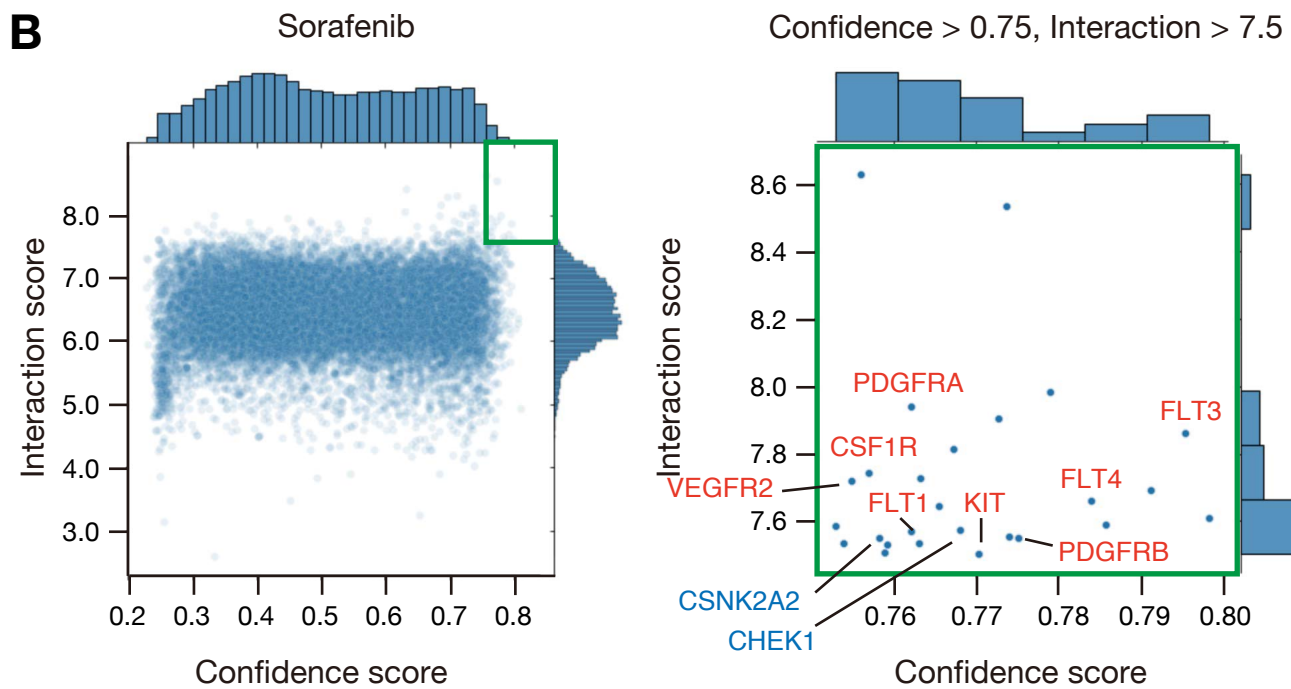 B
Sorafenib
Interaction score
8.0
7.0
6.0
5.0
4.0
3.0
0.2 0.3 0.4 0.5 0.6 0.7 0.8
Confidence score
Confidence > 0.75, Interaction > 7.5
Interaction score
8.6
8.4
8.2
8.0
7.8
7.6
PDGFRA
FLT3
CSF1R
VEGFR2
FLT4
FLT1 KIT
PDGFRB
CSNK2A2
CHEK1
0.76 0.77 0.78 0.79 0.80
Confidence score